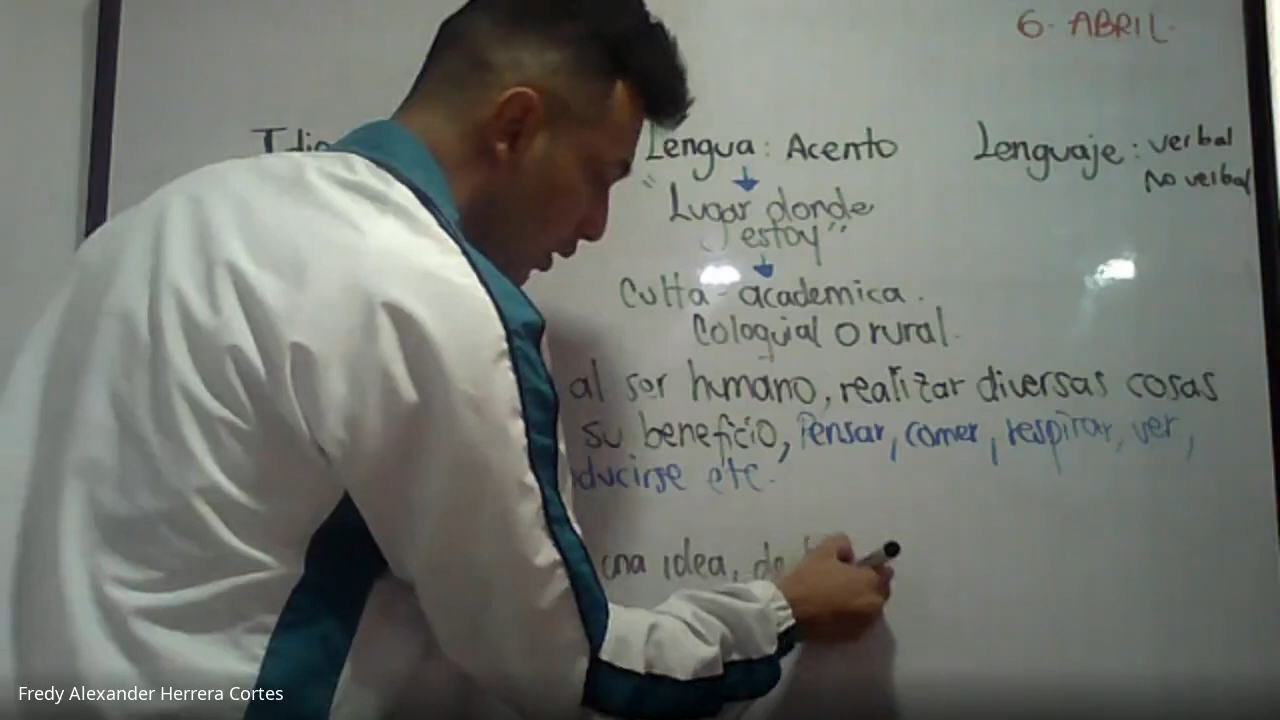 6. ABRIL.
Lengua: Acento
Lenguaje: verbal
No verbal
"Lugar donde
estoy"
Culta - academica.
Coloquial o rural.
al ser humano, realizar diversas cosas
su beneficio, Pensar, comer, respirar, ver,
ducirse etc.
una idea, de
Fredy Alexander Herrera Cortes